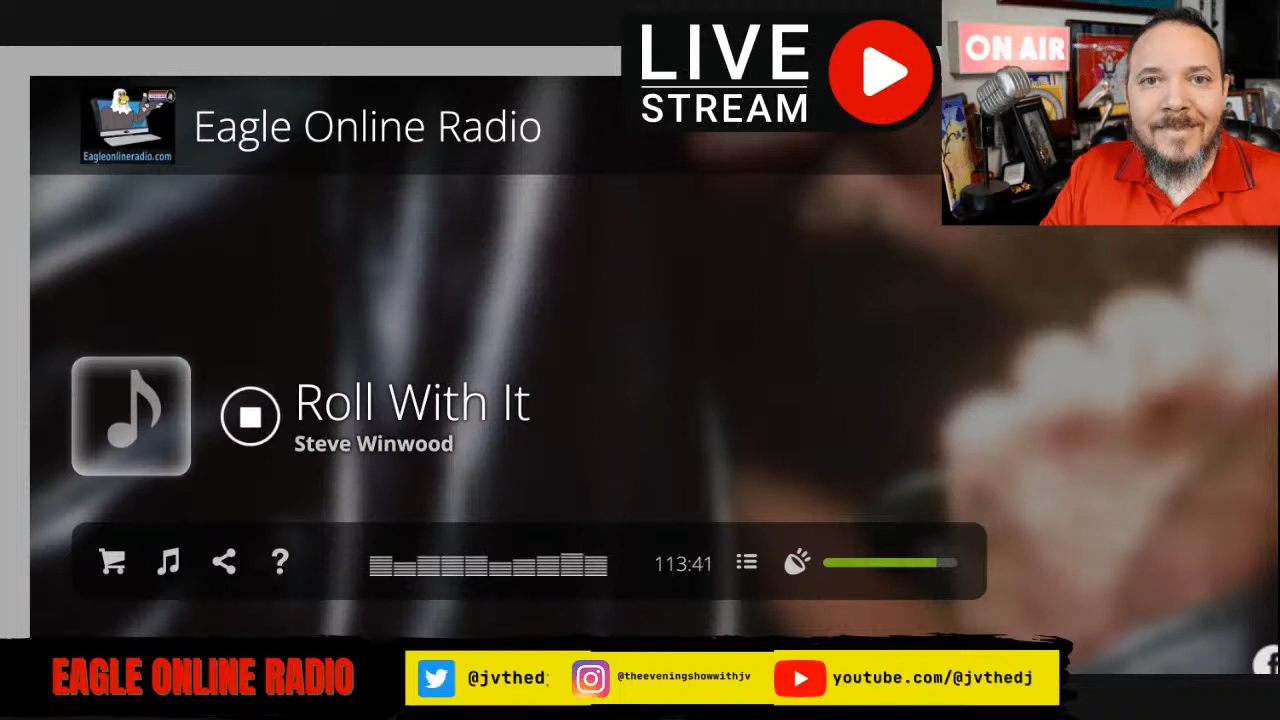 LIVE
STREAM
ON AIR
Eagleonlineradio.com
Eagle Online Radio
Roll With It
Steve Winwood
?
113:41
EAGLE ONLINE RADIO
@jvthed
@theeveningshowwithjv
youtube.com/@jvthedj